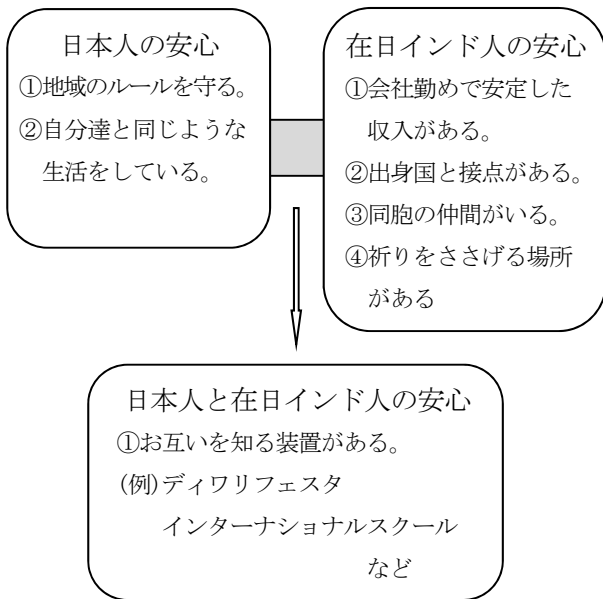 日本人の安心
①地域のルールを守る。
②自分達と同じような
生活をしている。
在日インド人の安心
①会社勤めで安定した
収入がある。
②出身国と接点がある。
③同胞の仲間がいる。
④祈りをささげる場所
がある
日本人と在日インド人の安心
①お互いを知る装置がある。
(例)ディワリフェスタ
インターナショナルスクール
など